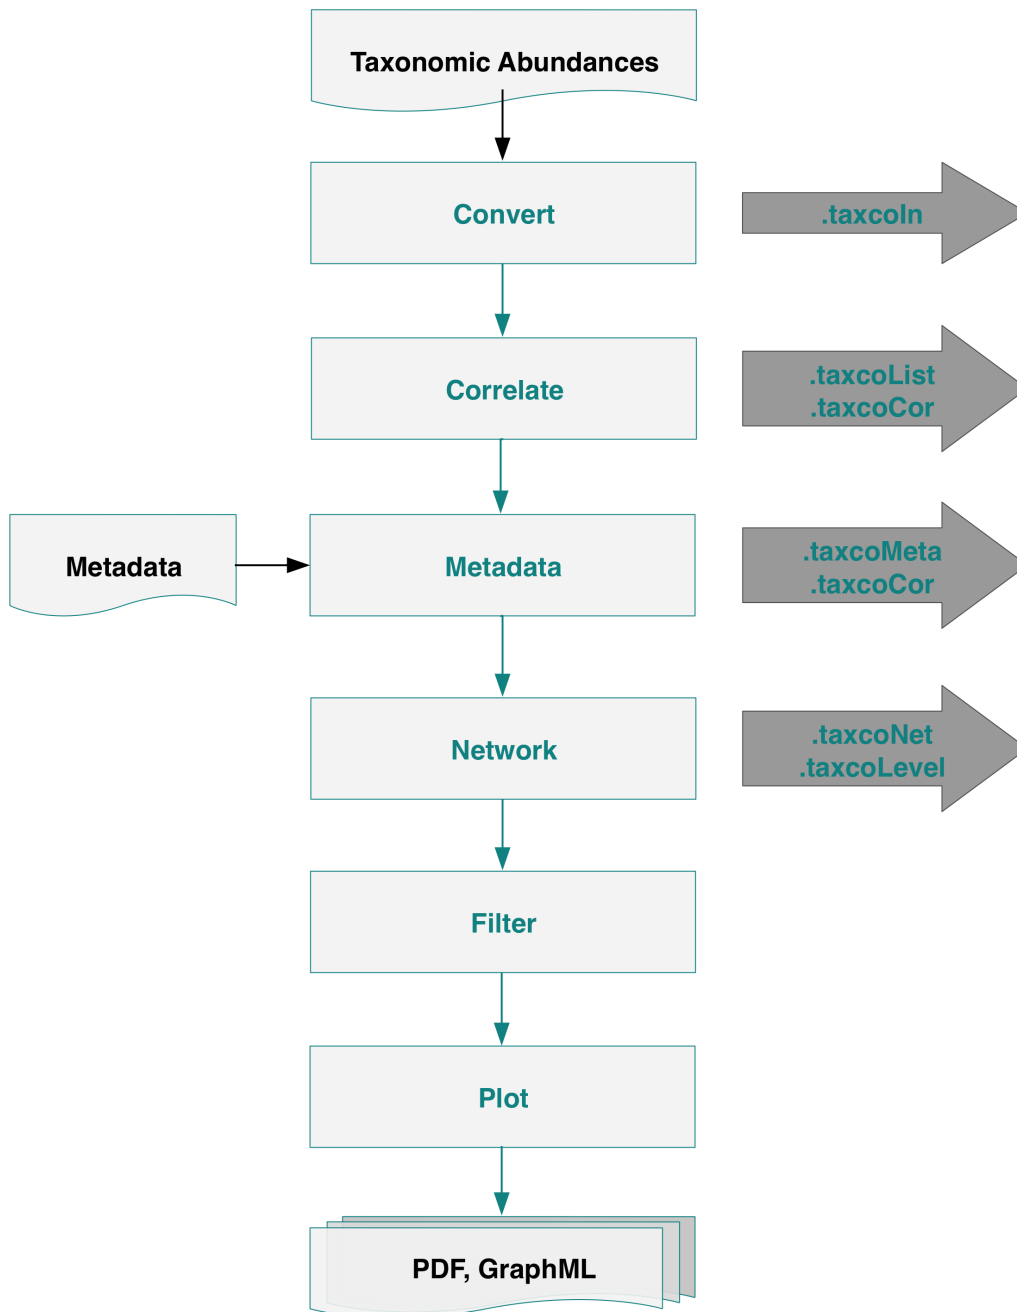 Taxonomic Abundances
Convert
.taxcoIn
Correlate
.taxcoList
.taxcoCor
Metadata
Metadata
.taxcoMeta
.taxcoCor
Network
.taxcoNet
.taxcoLevel
Filter
Plot
PDF, GraphML